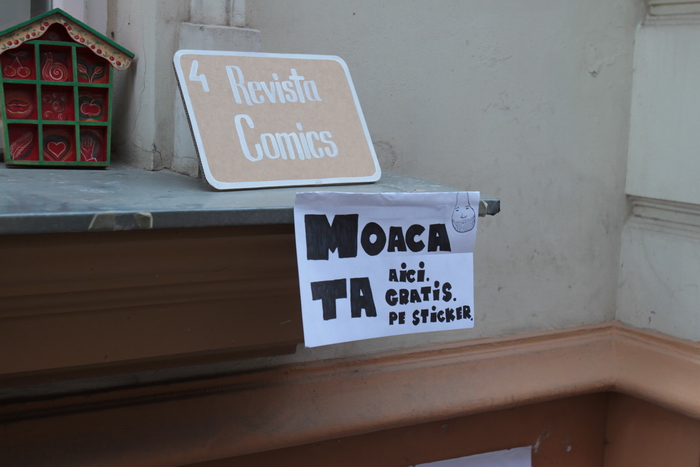 4 Revista
Comics
MOACA
TA AiCi.
GRATiS.
PE STiCKER.